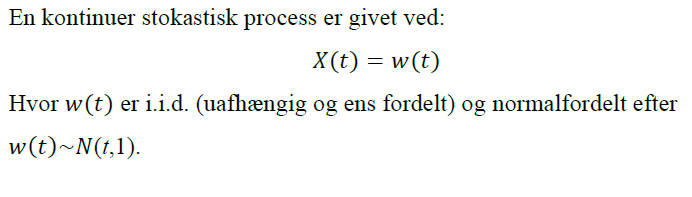 En kontinuer stokastisk process er givet ved:
X(t) = w(t)
Hvor w(t) er i.i.d. (uafhængig og ens fordelt) og normalfordelt efter
w(t)~N(t,1).